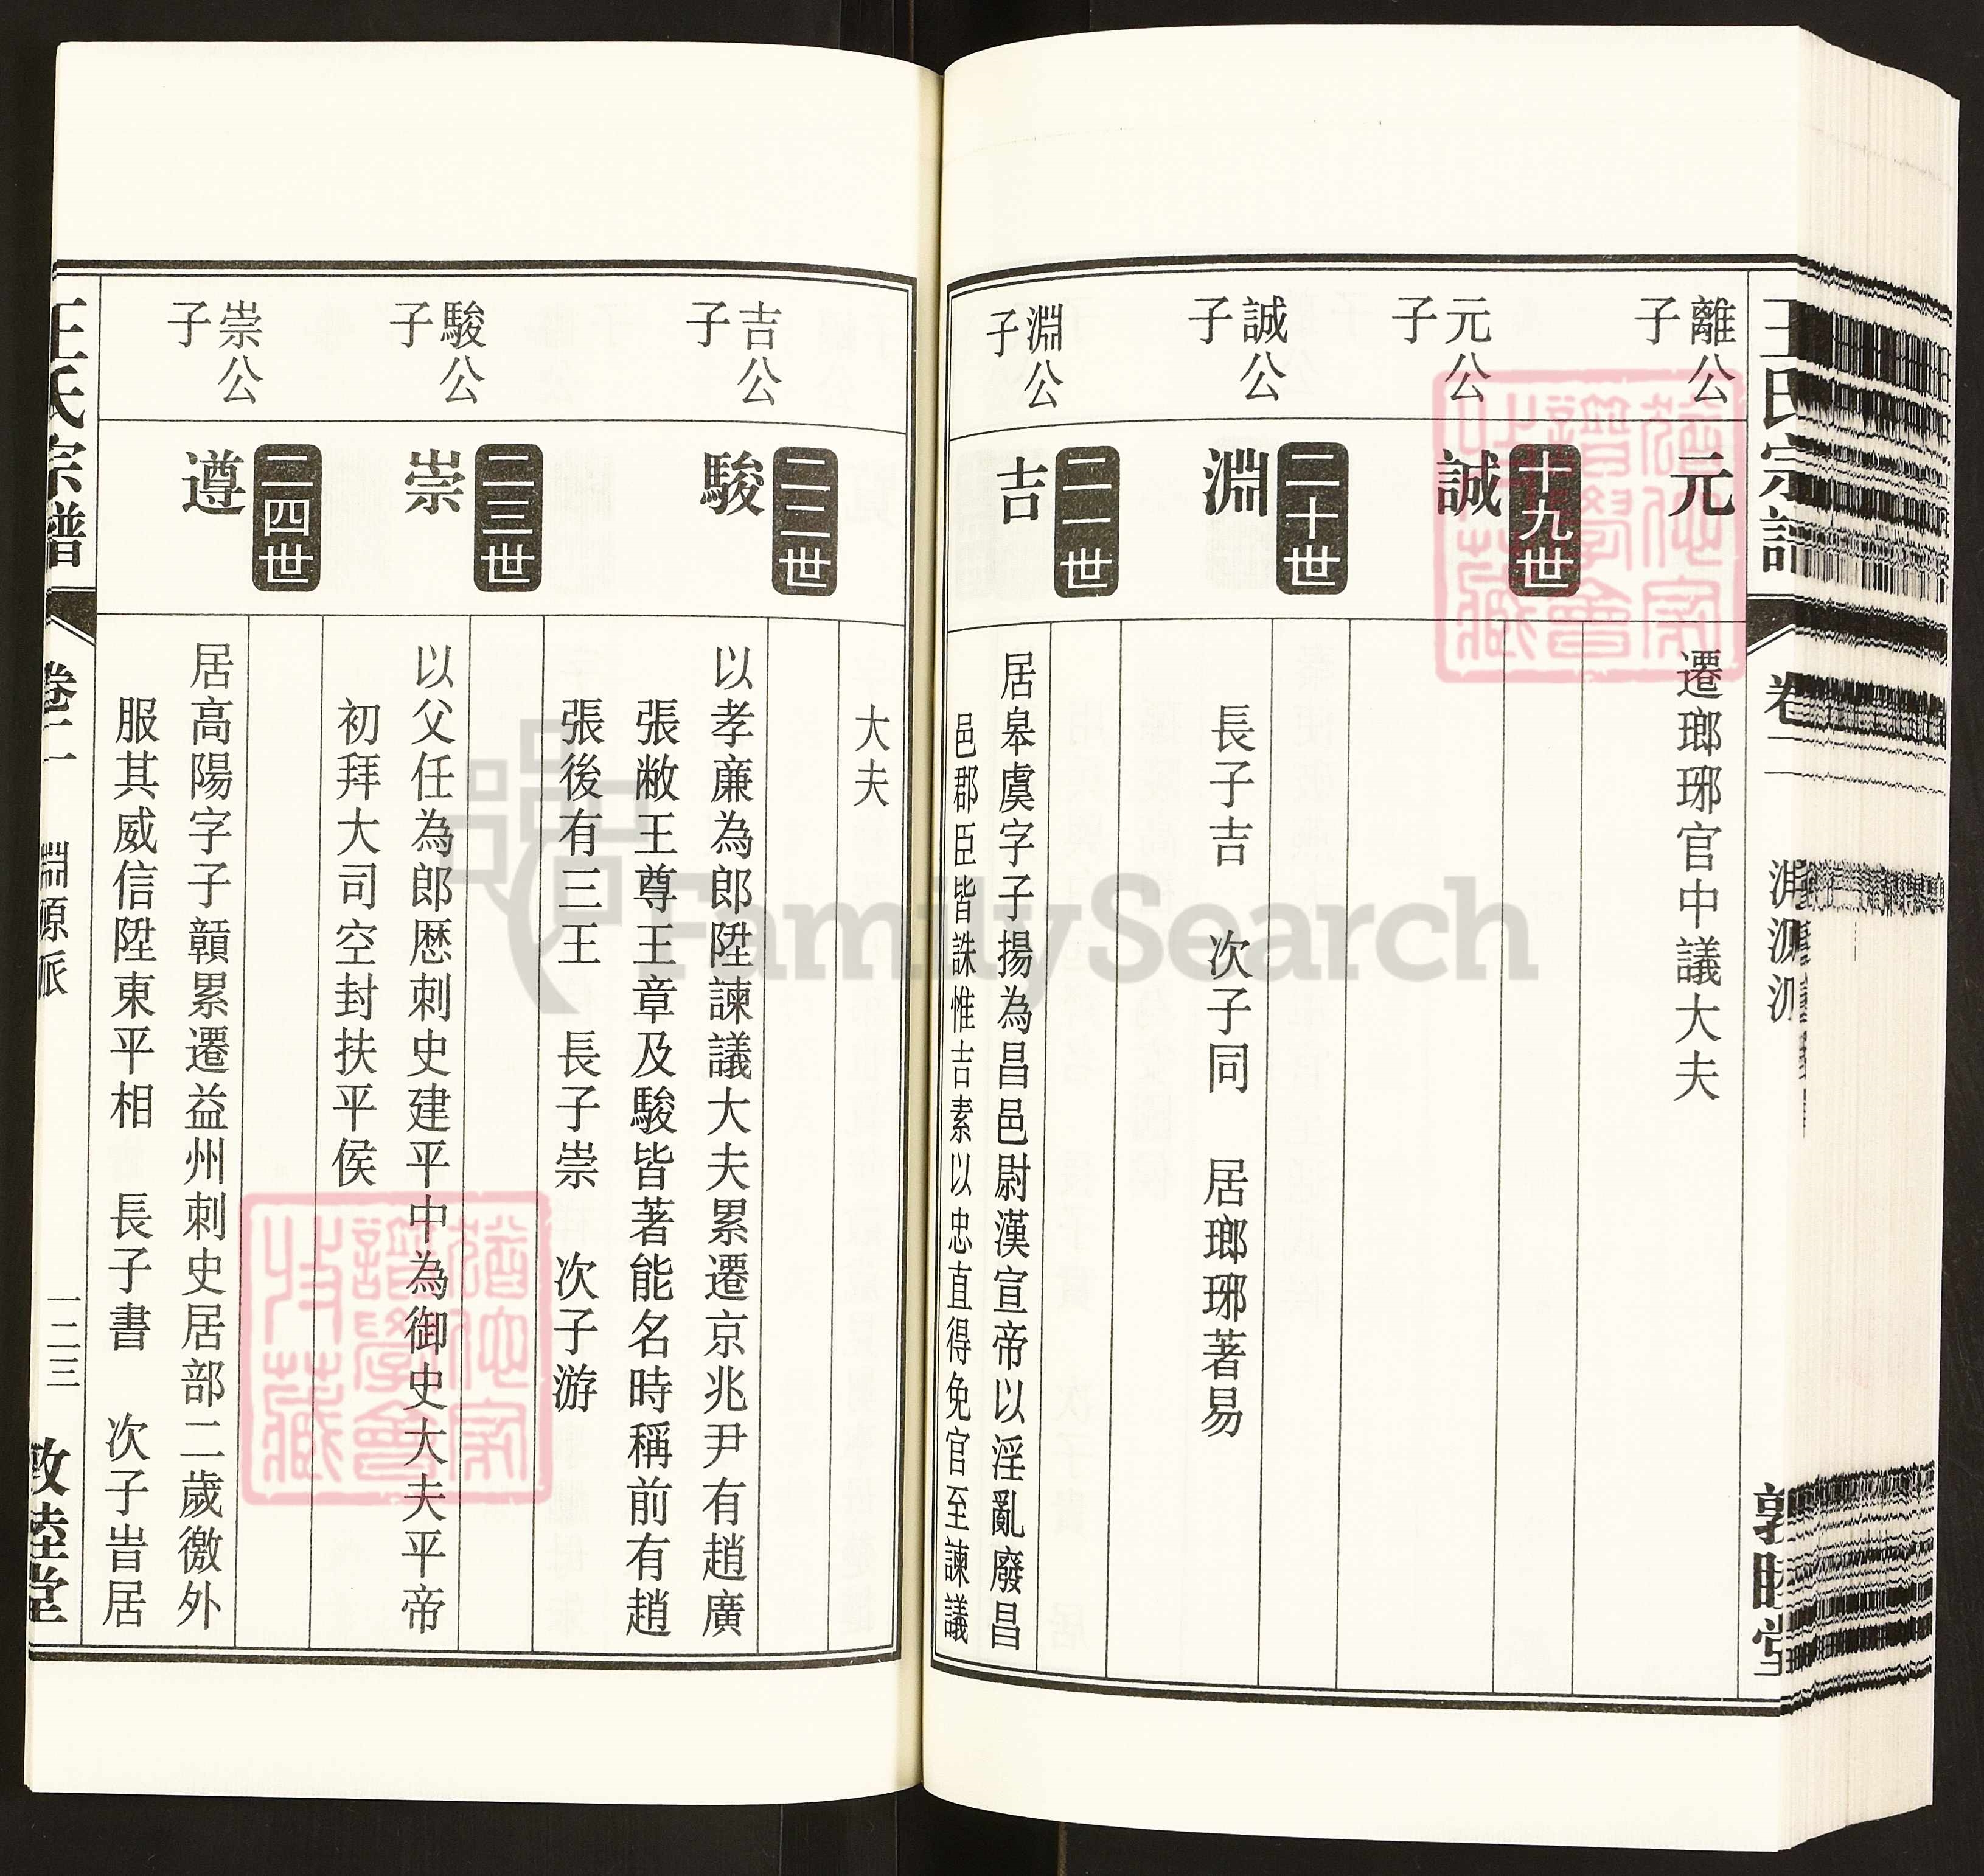 王氏宗譜
卷二
敦睦堂
離公
子
元
遷瑯琊官中議大夫
元公
子
十九世
誠
誠公
子
二十世
淵
長子吉 次子同 居瑯琊著易
淵公
子
二一世
吉
居皋虞字子揚為昌邑尉漢宣帝以淫亂廢昌
邑郡臣皆誅惟吉素以忠直得免官至諫議
大夫
吉公
子
二二世
駿
以孝廉為郎陞諫議大夫累遷京兆尹有趙廣
張敝王尊王章及駿皆著能名時稱前有趙
張後有三王 長子崇 次子游
駿公
子
二三世
崇
以父任為郎歷刺史建平中為御史大夫平帝
初拜大司空封扶平侯
崇公
子
二四世
遵
居高陽字子贛累遷益州刺史居部二歲徼外
服其威信陞東平相 長子書 次子旹居
王氏宗譜
卷二
淵源派
一二三
敦睦堂
FamilySearch